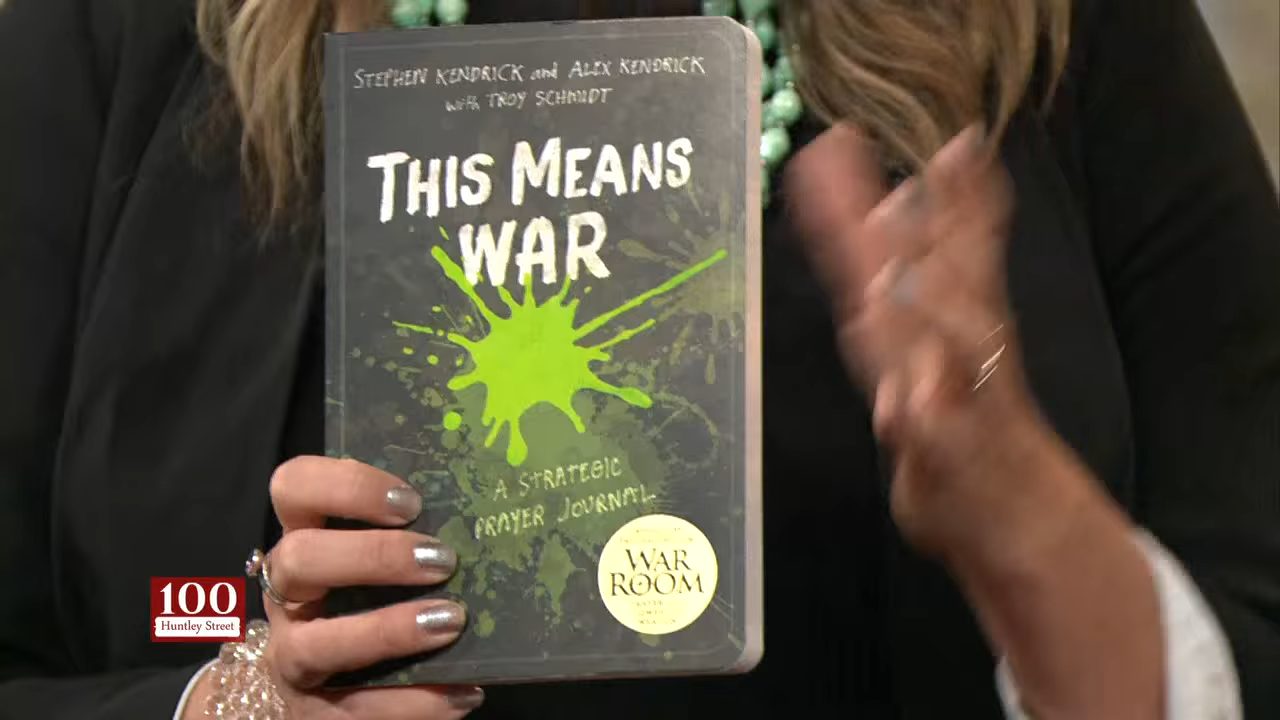 STEPHEN KENDRICK and ALEX KENDRICK
with TROY SCHMIDT
THIS MEANS
WAR
A STRATEGIC
PRAYER JOURNAL
WAR
ROOM
100
Huntley Street